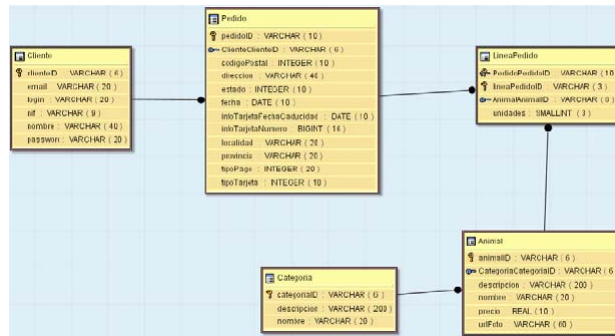 Pedido
pedidoID : VARCHAR ( 10 )
ClienteClienteID : VARCHAR ( 6 )
codigoPostal : INTEGER ( 10 )
direccion : VARCHAR ( 40 )
estado : INTEGER ( 10 )
fecha : DATE ( 10 )
infoTarjetaFechaCaducidad : DATE ( 10 )
infoTarjetaNumero : BIGINT ( 16 )
localidad : VARCHAR ( 20 )
provincia : VARCHAR ( 20 )
tipoPago : INTEGER ( 20 )
tipoTarjeta : INTEGER ( 10 )
Cliente
clienteID : VARCHAR ( 6 )
email : VARCHAR ( 20 )
login : VARCHAR ( 20 )
nif : VARCHAR ( 9 )
nombre : VARCHAR ( 40 )
password : VARCHAR ( 20 )
LineaPedido
PedidoPedidoID : VARCHAR ( 10
lineaPedidoID : VARCHAR ( 3 )
AnimalAnimalID : VARCHAR ( 6 )
unidades : SMALLINT ( 3 )
Animal
animalID : VARCHAR ( 6 )
CategoriaCategoriaID : VARCHAR ( 6
descripcion : VARCHAR ( 200 )
nombre : VARCHAR ( 20 )
precio : REAL ( 10 )
urlFoto : VARCHAR ( 60 )
Categoria
categoriaID : VARCHAR ( 6 )
descripcion : VARCHAR ( 200 )
nombre : VARCHAR ( 20 )